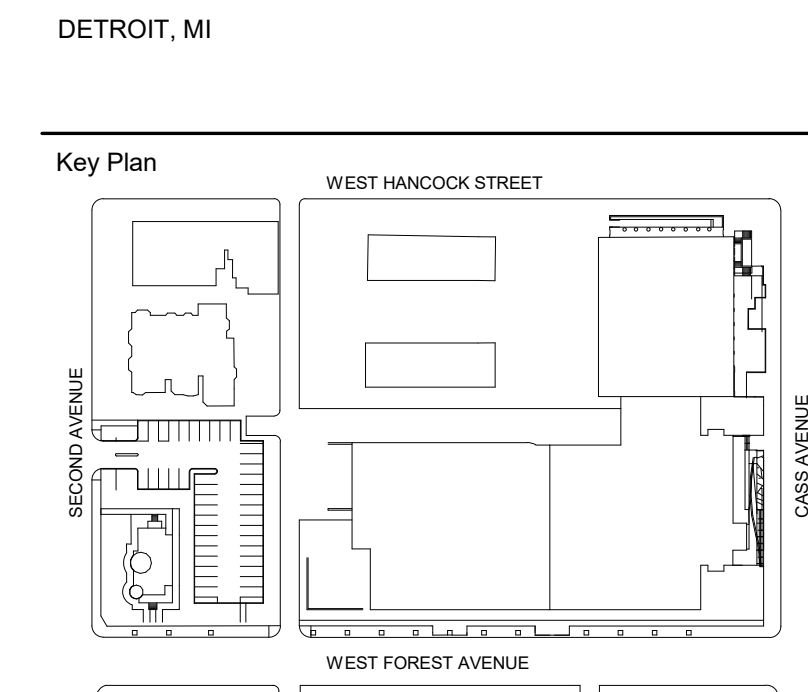 DETROIT, MI
Key Plan
WEST HANCOCK STREET
SECOND AVENUE
CASS AVENUE
WEST FOREST AVENUE